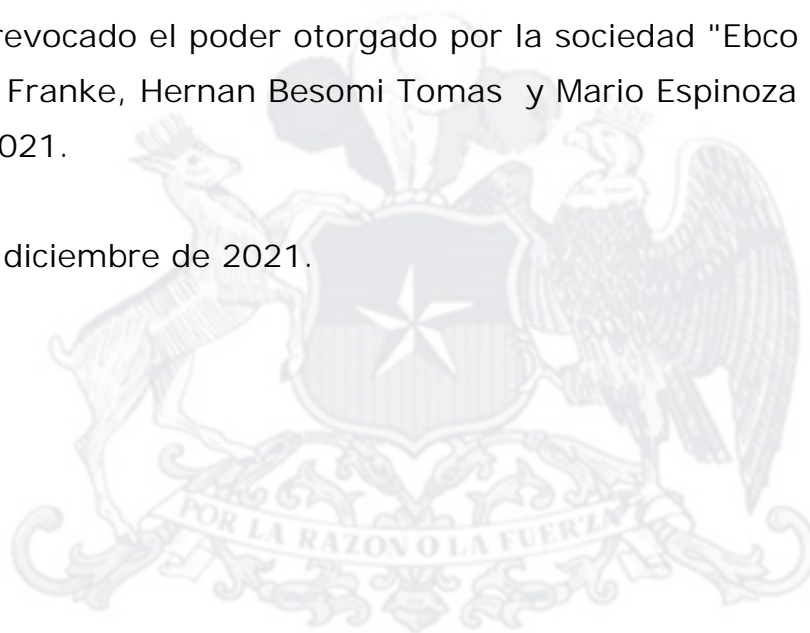 revocado el poder otorgado por la sociedad "Ebco
Franke, Hernan Besomi Tomas  y Mario Espinoza
021.
diciembre de 2021.
POR LA RAZON O LA FUERZA